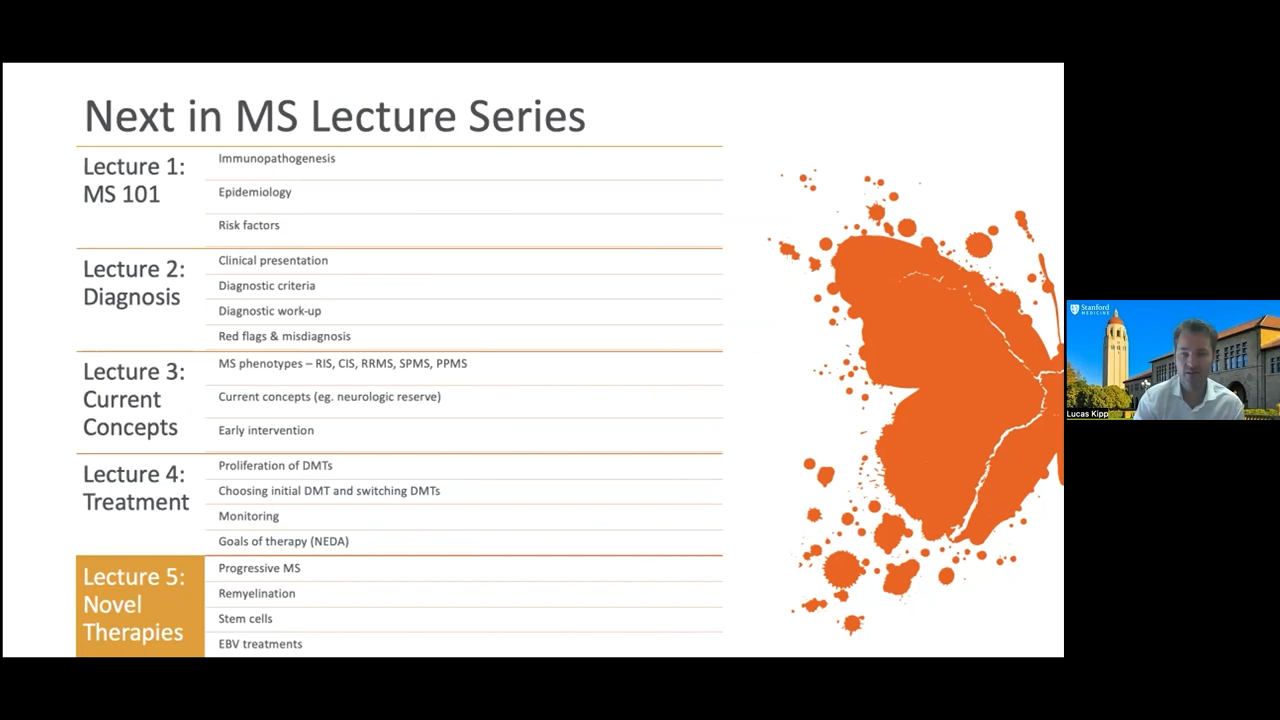 Next in MS Lecture Series
Lecture 1:
MS 101
Immunopathogenesis
Epidemiology
Risk factors
Lecture 2:
Diagnosis
Clinical presentation
Diagnostic criteria
Diagnostic work-up
Red flags & misdiagnosis
Lecture 3:
Current
Concepts
MS phenotypes – RIS, CIS, RRMS, SPMS, PPMS
Current concepts (eg. neurologic reserve)
Early intervention
Lecture 4:
Treatment
Proliferation of DMTs
Choosing initial DMT and switching DMTs
Monitoring
Goals of therapy (NEDA)
Lecture 5:
Novel
Therapies
Progressive MS
Remyelination
Stem cells
EBV treatments
Stanford
MEDICINE
Lucas Kipp